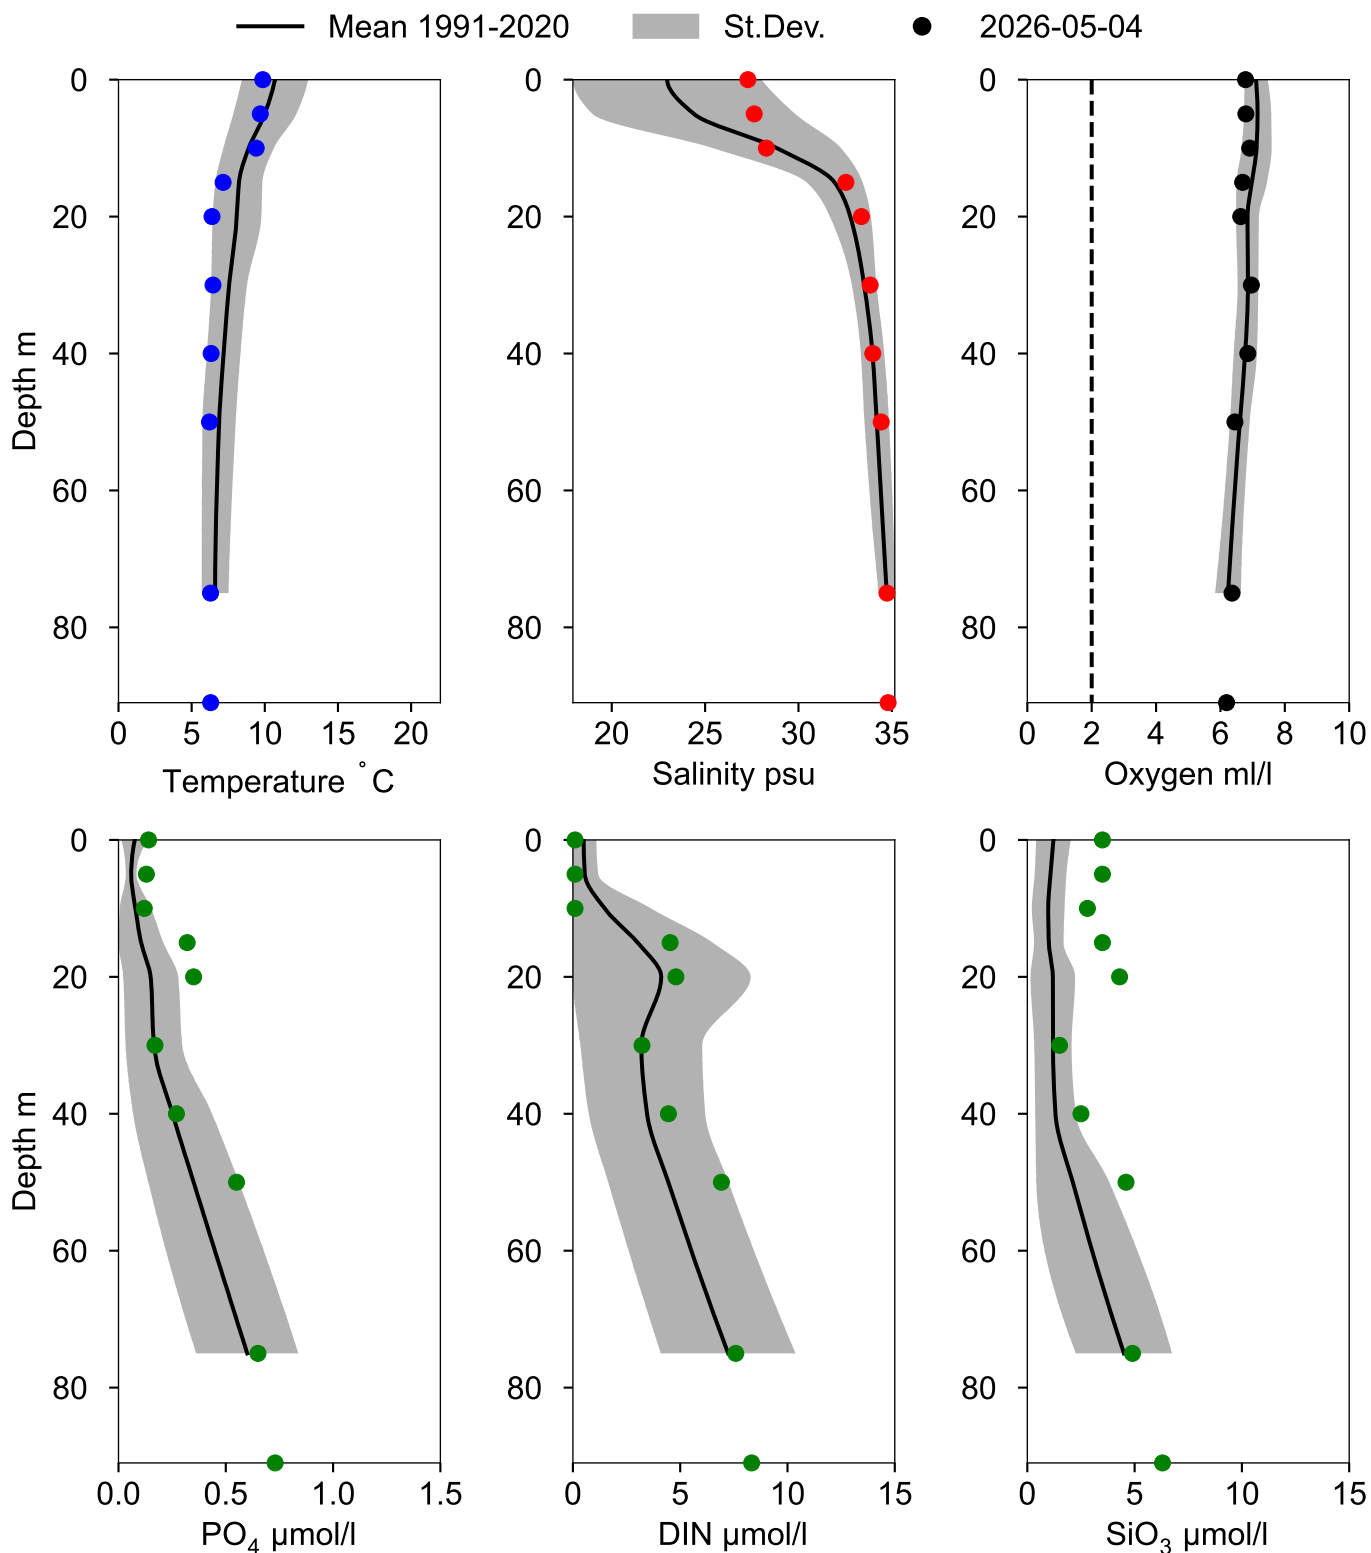 Mean 1991-2020 St.Dev. 2026-05-04
0 0 0
20 20 20
40 40 40
60 60 60
80 80 80
Depth m
0 5 10 15 20 20 25 30 35 0 2 4 6 8 10
Temperature °C Salinity psu Oxygen ml/l
0 0 0
20 20 20
40 40 40
60 60 60
80 80 80
Depth m
0.0 0.5 1.0 1.5 0 5 10 15 0 5 10 15
PO₄ µmol/l DIN µmol/l SiO₃ µmol/l